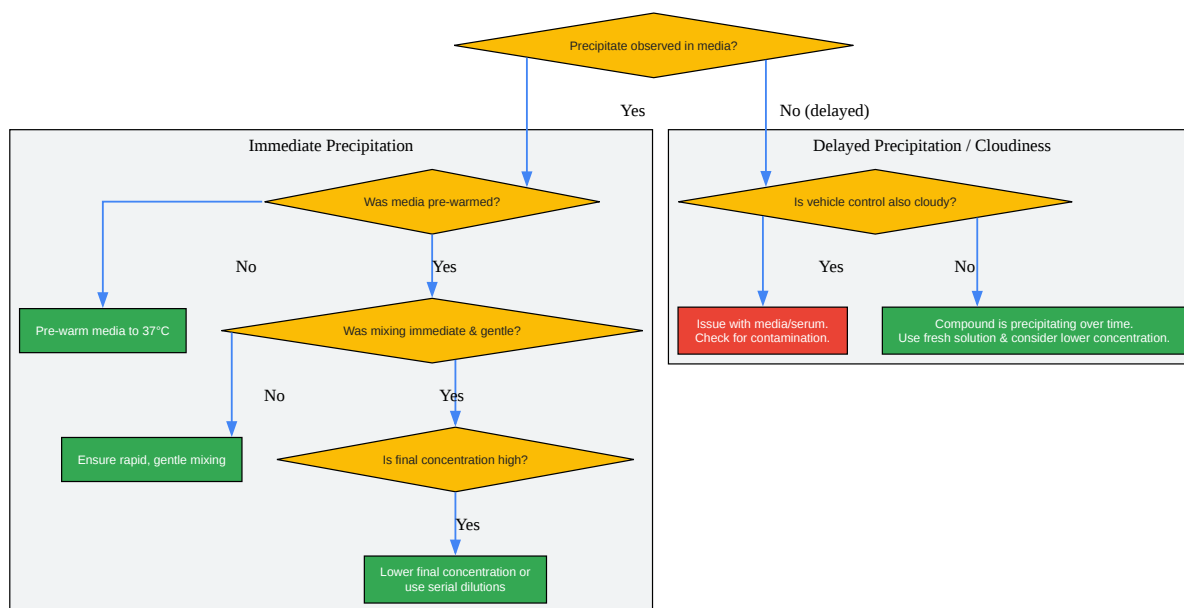 Precipitate observed in media?
Yes
No (delayed)
Immediate Precipitation
Delayed Precipitation / Cloudiness
Was media pre-warmed?
Is vehicle control also cloudy?
No
Yes
Yes
No
Pre-warm media to 37°C
Was mixing immediate & gentle?
Issue with media/serum.
Check for contamination.
Compound is precipitating over time.
Use fresh solution & consider lower concentration.
No
Yes
Ensure rapid, gentle mixing
Is final concentration high?
Yes
Lower final concentration or
use serial dilutions